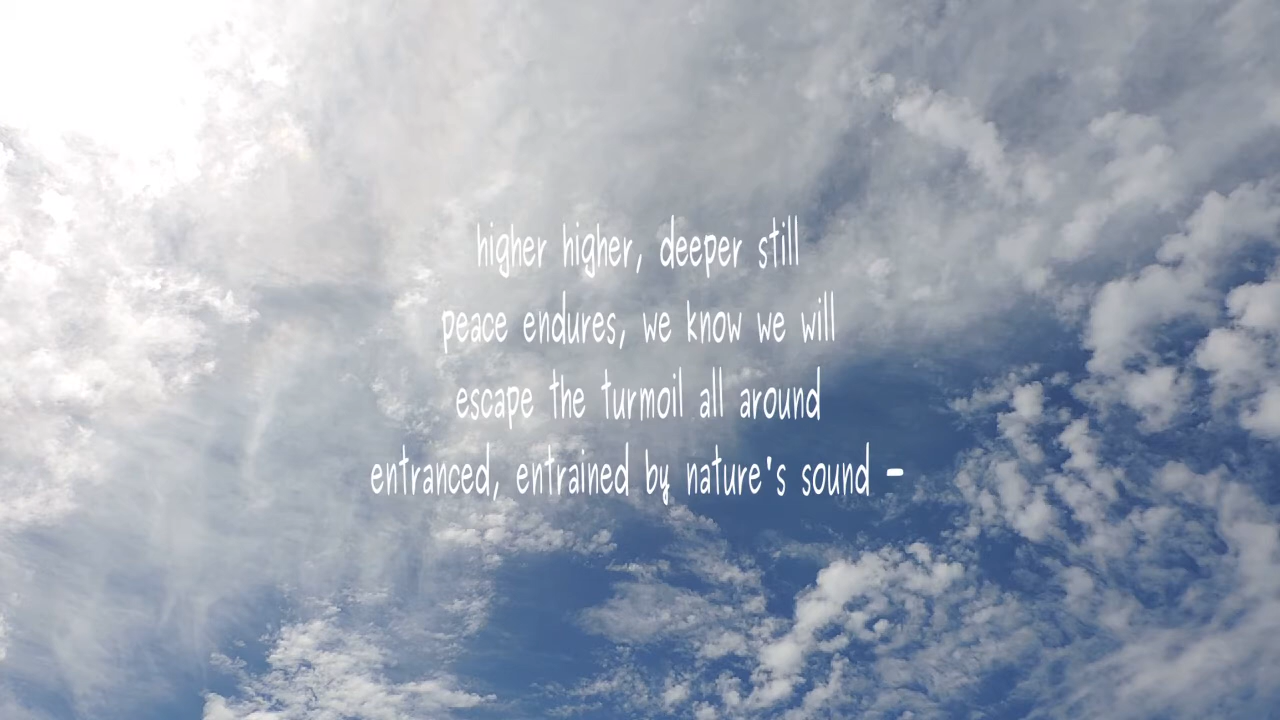 higher higher, deeper still
peace endures, we know we will
escape the turmoil all around
entranced, entrained by nature's sound –